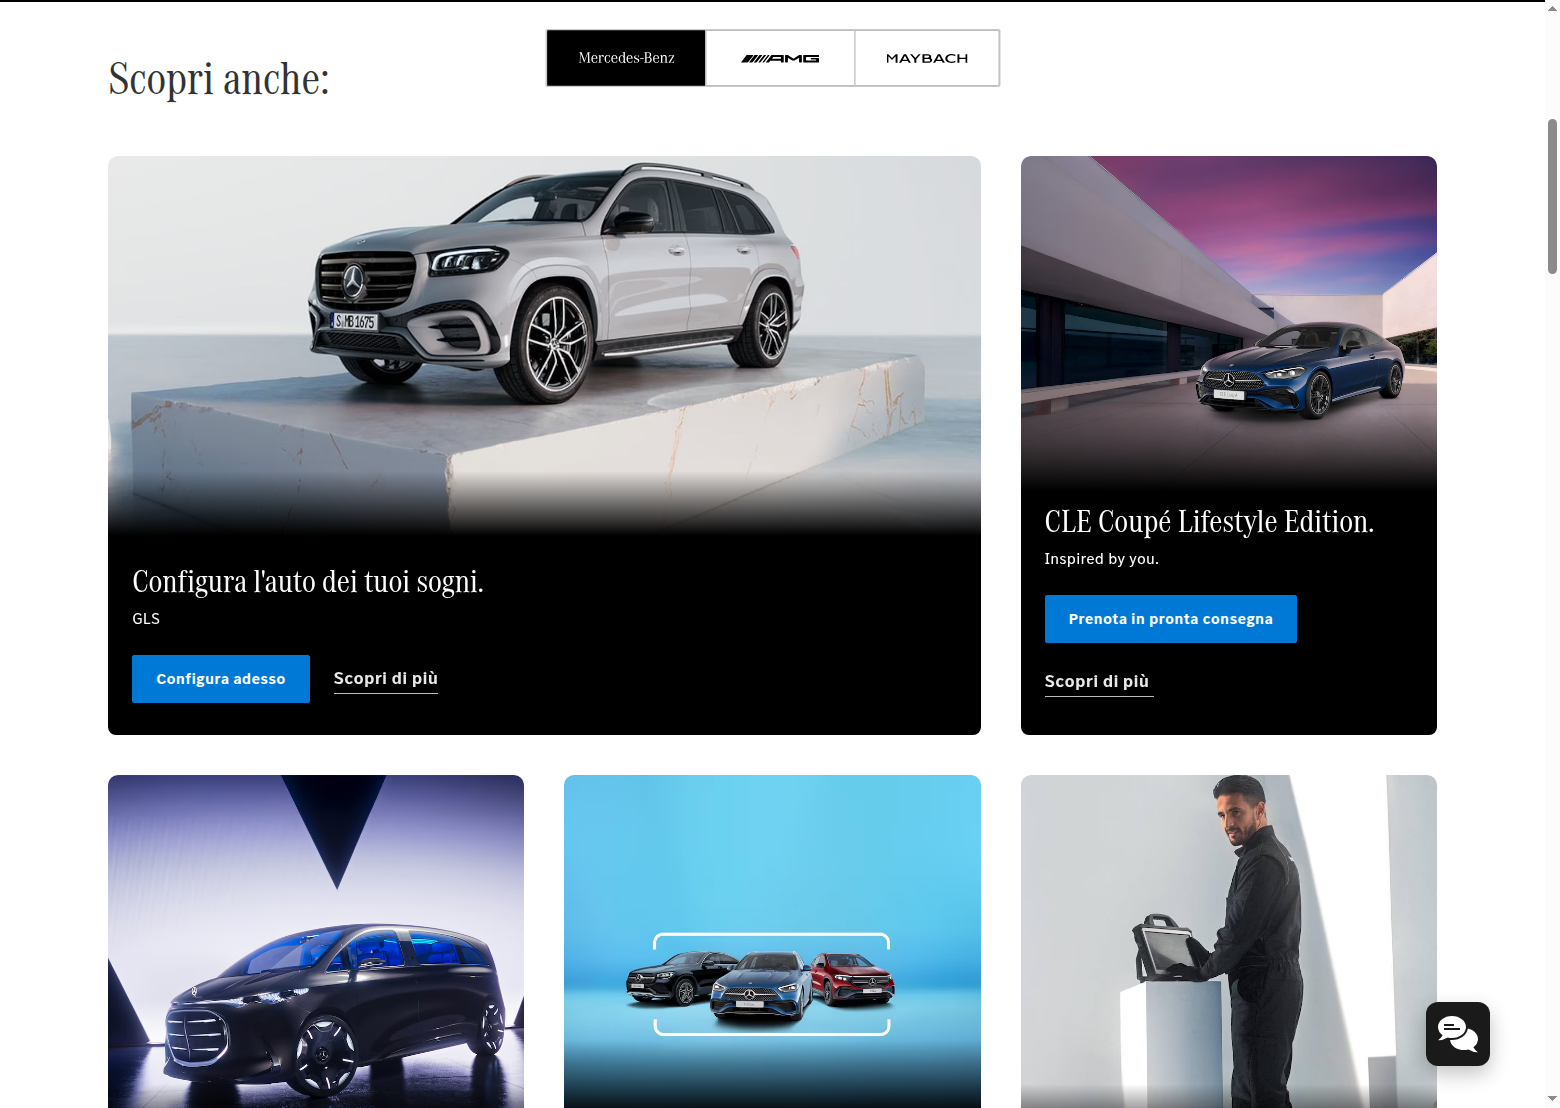 Scopri anche:
Mercedes-Benz
AMG
MAYBACH
S MB 1675
Configura l'auto dei tuoi sogni.
GLS
Configura adesso
Scopri di più
CLE Coupé Lifestyle Edition.
Inspired by you.
Prenota in pronta consegna
Scopri di più